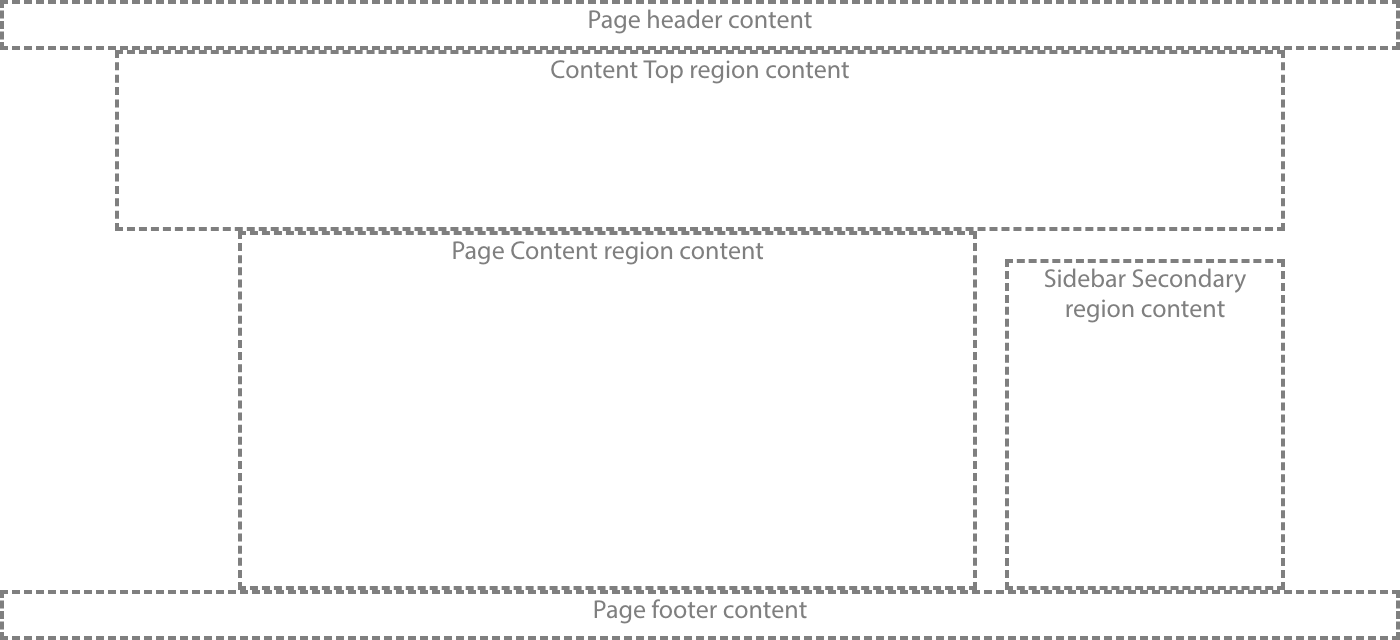 Page header content
Content Top region content
Page Content region content
Sidebar Secondary
region content
Page footer content